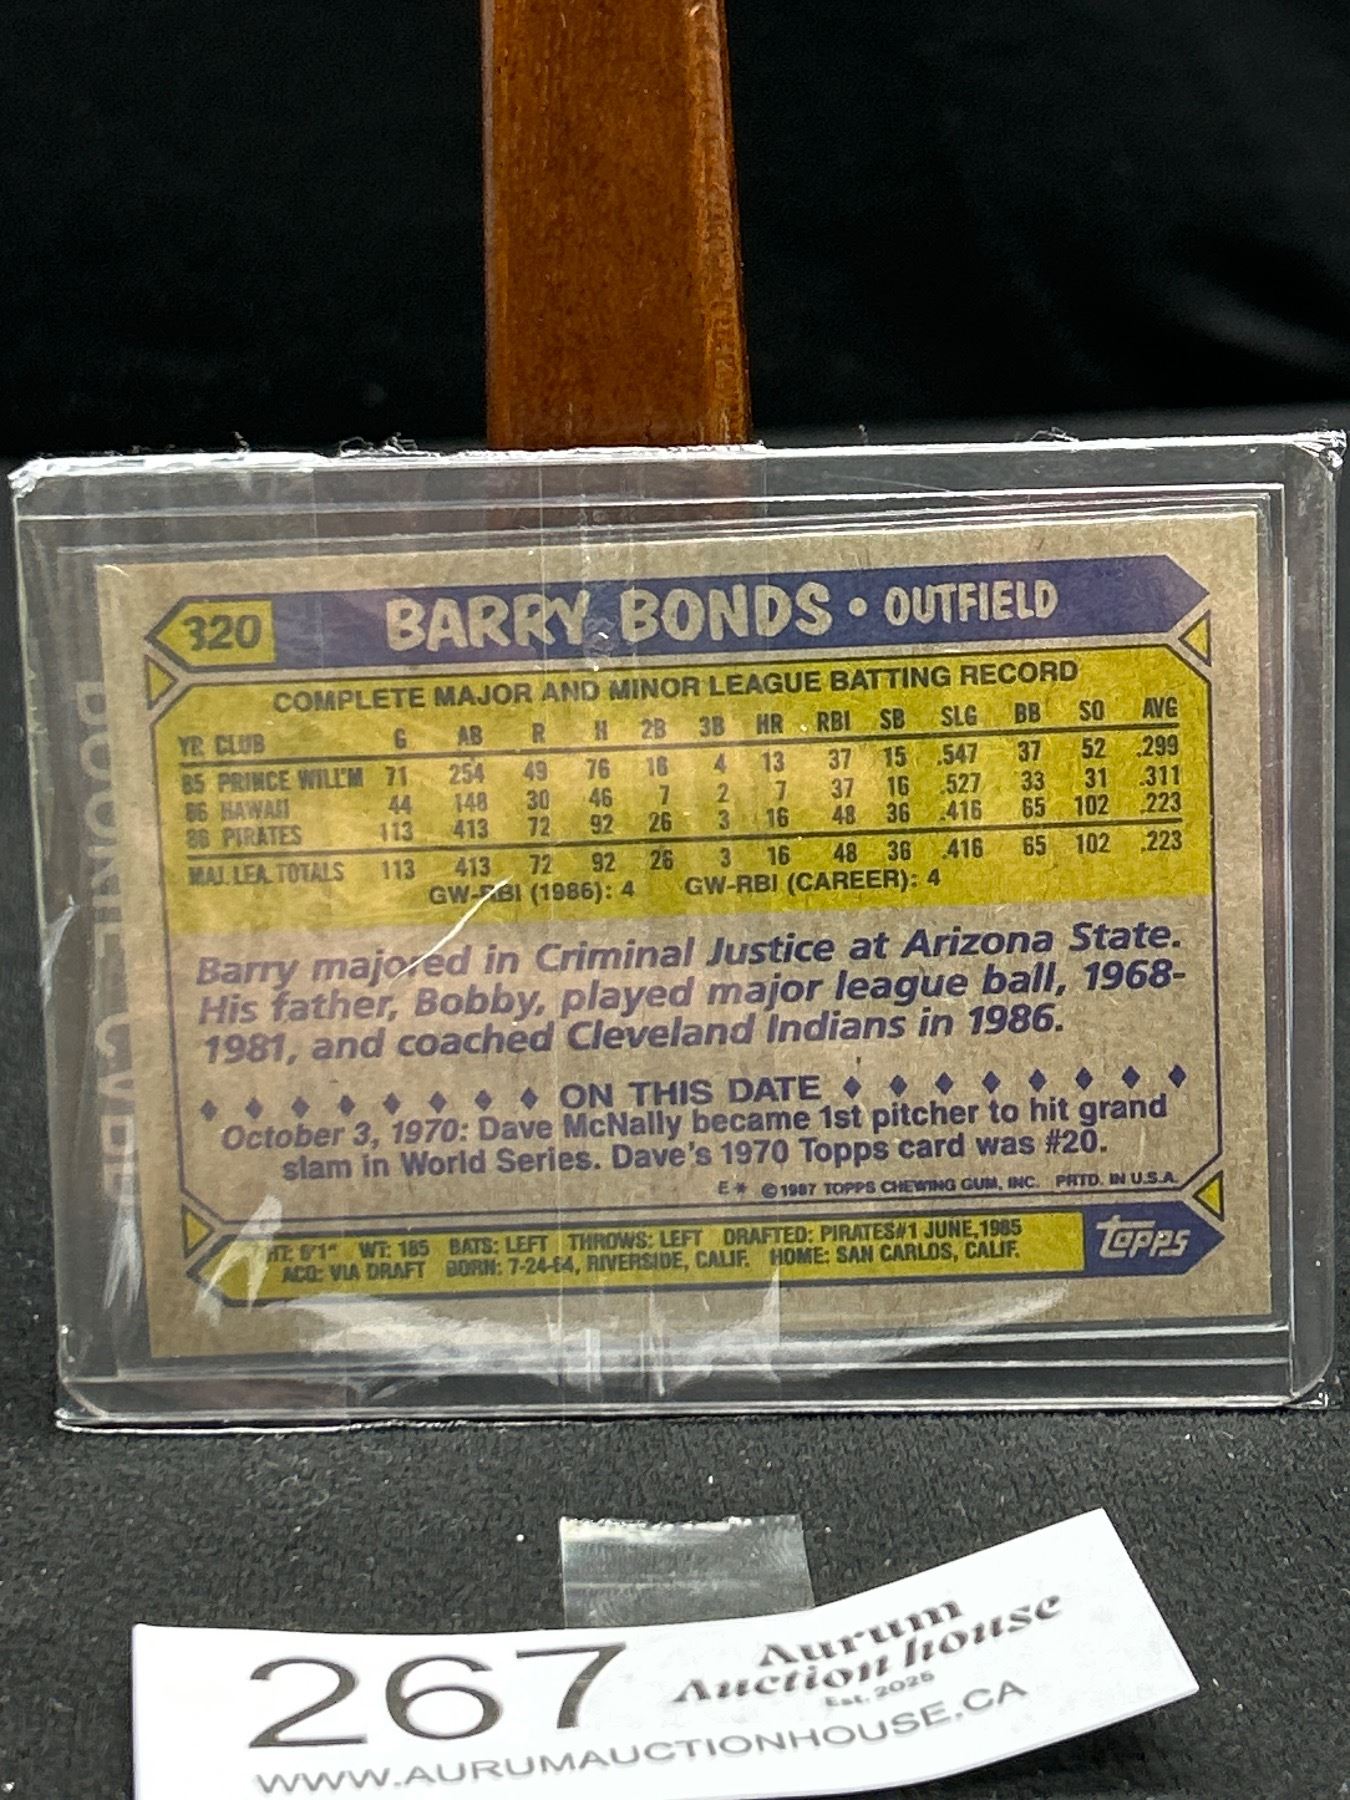 320 BARRY BONDS • OUTFIELD
COMPLETE MAJOR AND MINOR LEAGUE BATTING RECORD
YR CLUB G AB R H 2B 3B HR RBI SB SLG BB SO AVG
85 PRINCE WILL'M 71 254 49 76 16 4 13 37 15 .547 37 52 .299
86 HAWAII 44 148 30 46 7 2 7 37 16 .527 33 31 .311
86 PIRATES 113 413 72 92 26 3 16 48 36 .416 65 102 .223
MAJ. LEA. TOTALS 113 413 72 92 26 3 16 48 36 .416 65 102 .223
GW-RBI (1986): 4 GW-RBI (CAREER): 4
Barry majored in Criminal Justice at Arizona State.
His father, Bobby, played major league ball, 1968-
1981, and coached Cleveland Indians in 1986.
ON THIS DATE
October 3, 1970: Dave McNally became 1st pitcher to hit grand
slam in World Series. Dave's 1970 Topps card was #20.
E* ©1987 TOPPS CHEWING GUM, INC. PRTD. IN U.S.A.
HT: 6'1" WT: 185 BATS: LEFT THROWS: LEFT DRAFTED: PIRATES#1 JUNE,1985
ACQ: VIA DRAFT BORN: 7-24-64, RIVERSIDE, CALIF. HOME: SAN CARLOS, CALIF.
topps
267
Aurum
Auction house
Est. 2025
WWW.AURUMAUCTIONHOUSE.CA